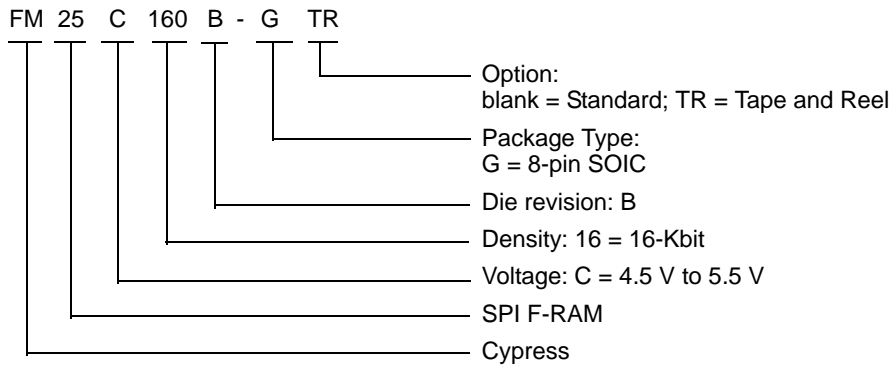 FM 25 C 160 B - G TR
Option:
blank = Standard; TR = Tape and Reel
Package Type:
G = 8-pin SOIC
Die revision: B
Density: 16 = 16-Kbit
Voltage: C = 4.5 V to 5.5 V
SPI F-RAM
Cypress